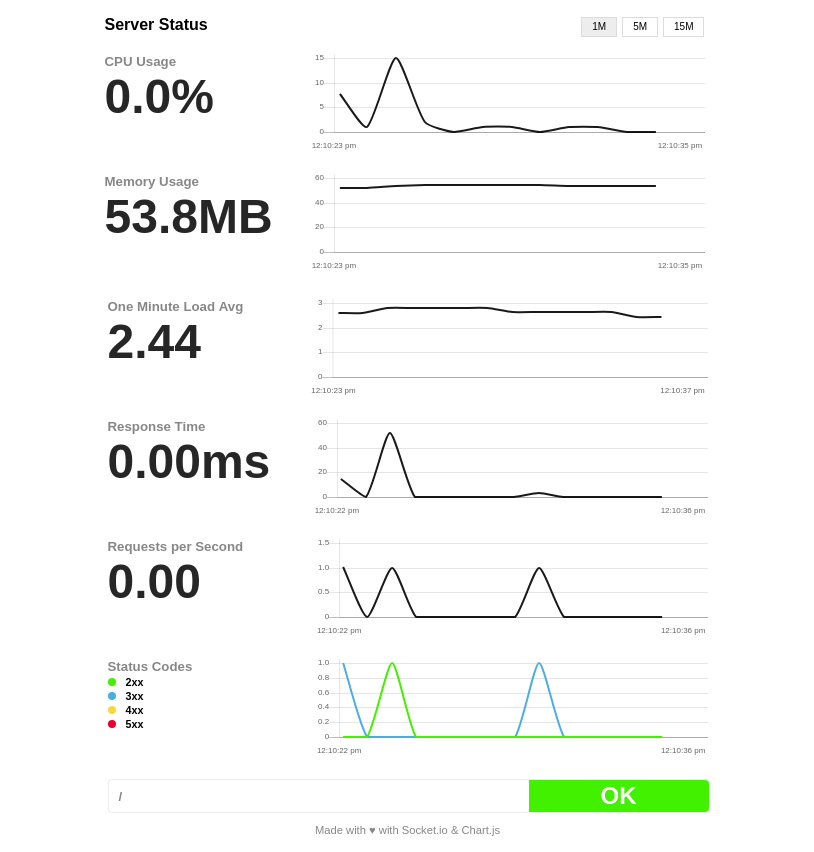 Server Status
1M 5M 15M
CPU Usage
0.0%
15
10
5
0
12:10:23 pm 12:10:35 pm
Memory Usage
53.8MB
60
40
20
0
12:10:23 pm 12:10:35 pm
One Minute Load Avg
2.44
3
2
1
0
12:10:23 pm 12:10:37 pm
Response Time
0.00ms
60
40
20
0
12:10:22 pm 12:10:36 pm
Requests per Second
0.00
1.5
1.0
0.5
0
12:10:22 pm 12:10:36 pm
Status Codes
2xx
3xx
4xx
5xx
1.0
0.8
0.6
0.4
0.2
0
12:10:22 pm 12:10:36 pm
/
OK
Made with ♥ with Socket.io & Chart.js